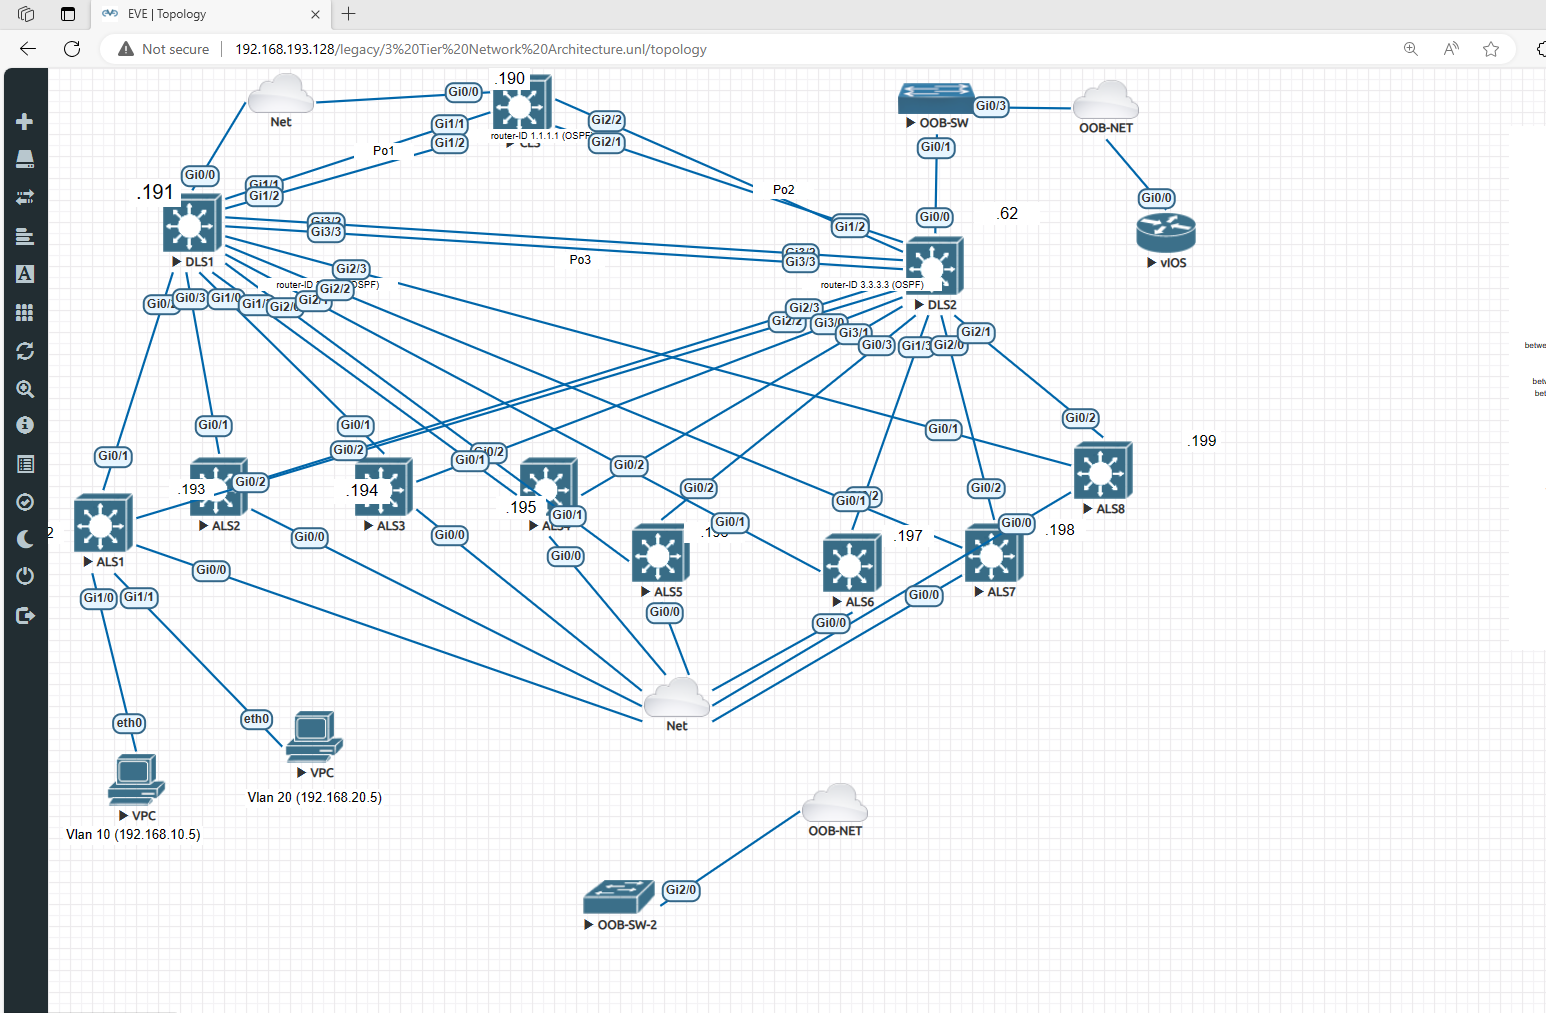 EVE | Topology
Not secure
192.168.193.128/legacy/3%20Tier%20Network%20Architecture.unl/topology
Net
Gi0/0
.190
router-ID 1.1.1.1 (OSPF)
Gi1/1
Gi1/2
Gi2/2
Gi2/1
Po1
Po2
OOB-SW
Gi0/3
OOB-NET
Gi0/1
Gi0/0
Gi0/0
vIOS
.62
Gi0/0
.191
Gi1/1
Gi1/2
DLS1
Gi3/2
Gi3/3
Po3
Gi1/2
Gi3/2
Gi3/3
router-ID 3.3.3.3 (OSPF)
DLS2
router-ID
OSPF)
Gi2/3
Gi2/2
Gi0/3
Gi1/0
Gi2/3
Gi2/2
Gi3/0
Gi3/1
Gi0/3
Gi1/3
Gi2/0
Gi2/1
betwe
betw
bet
Gi0/1
Gi0/1
Gi0/1
Gi0/2
Gi0/2
Gi0/1
Gi0/2
Gi0/2
Gi0/1
Gi0/2
.199
.193
ALS2
.194
ALS3
.195
Gi0/1
Gi0/2
Gi0/1
Gi0/1
Gi0/2
Gi0/0
ALS8
2
ALS1
Gi0/0
Gi0/0
Gi0/0
Gi0/0
ALS5
.197
ALS6
.198
ALS7
Gi1/0
Gi1/1
Gi0/0
Gi0/0
Gi0/0
eth0
eth0
Net
VPC
Vlan 20 (192.168.20.5)
VPC
Vlan 10 (192.168.10.5)
OOB-NET
Gi2/0
OOB-SW-2